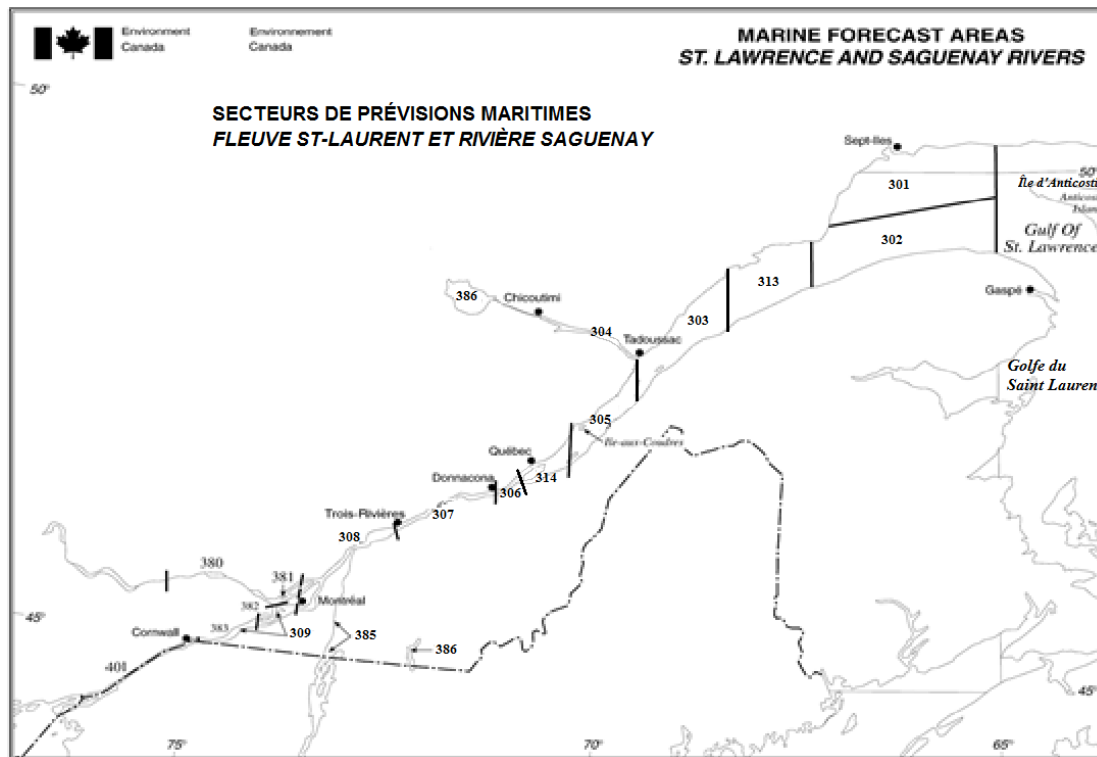 Environment
Canada
Environnement
Canada
MARINE FORECAST AREAS
ST. LAWRENCE AND SAGUENAY RIVERS
50°
SECTEURS DE PRÉVISIONS MARITIMES
FLEUVE ST-LAURENT ET RIVIÈRE SAGUENAY
Sept-Iles
50°
301
Île d'Anticosti
Anticosti
Island
302
Gulf Of
St. Lawrence
313
386
Chicoutimi
Gaspé
304
303
Tadoussac
Golfe du
Saint Lauren
305
Ile-aux-Coudres
Québec
Donnacona
314
306
307
Trois-Rivières
308
380
381
382
Montréal
45°
383
309
Cornwall
385
386
401
45°
75
70
65